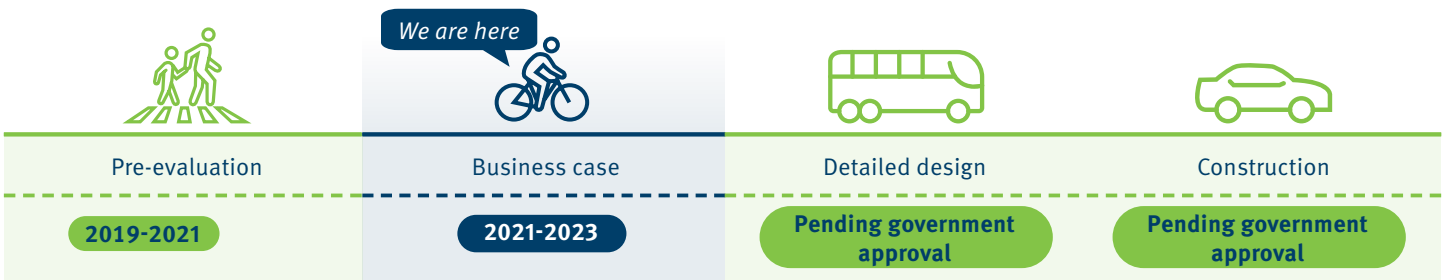 We are here
Pre-evaluation
Business case
Detailed design
Construction
2019-2021
2021-2023
Pending government
approval
Pending government
approval